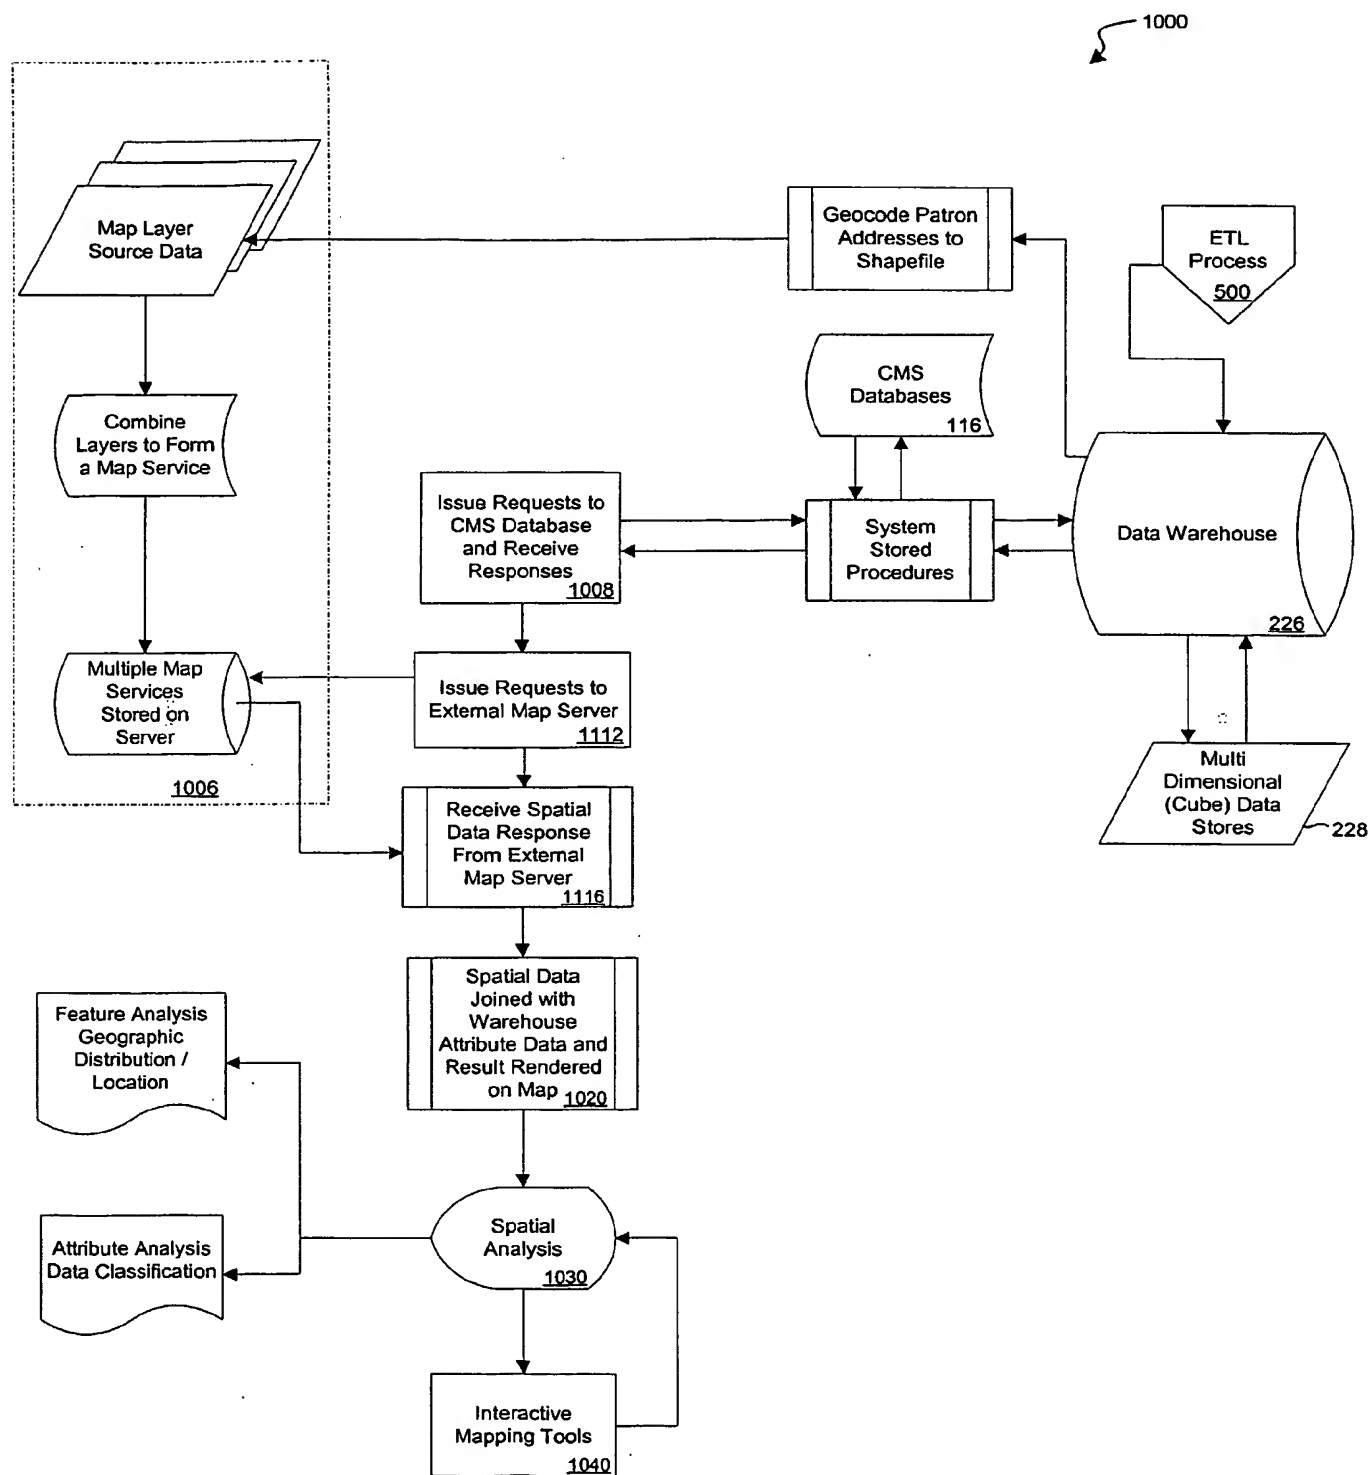 1000
Map Layer
Source Data
Geocode Patron
Addresses to
Shapefile
ETL
Process
500
CMS
Databases
116
Combine
Layers to Form
a Map Service
Issue Requests to
CMS Database
and Receive
Responses
1008
System
Stored
Procedures
Data Warehouse
226
Multiple Map
Services
Stored on
Server
1006
Issue Requests to
External Map Server
1112
Multi
Dimensional
(Cube) Data
Stores
228
Receive Spatial
Data Response
From External
Map Server
1116
Spatial Data
Joined with
Warehouse
Attribute Data and
Result Rendered
on Map
1020
Feature Analysis
Geographic
Distribution /
Location
Attribute Analysis
Data Classification
Spatial
Analysis
1030
Interactive
Mapping Tools
1040